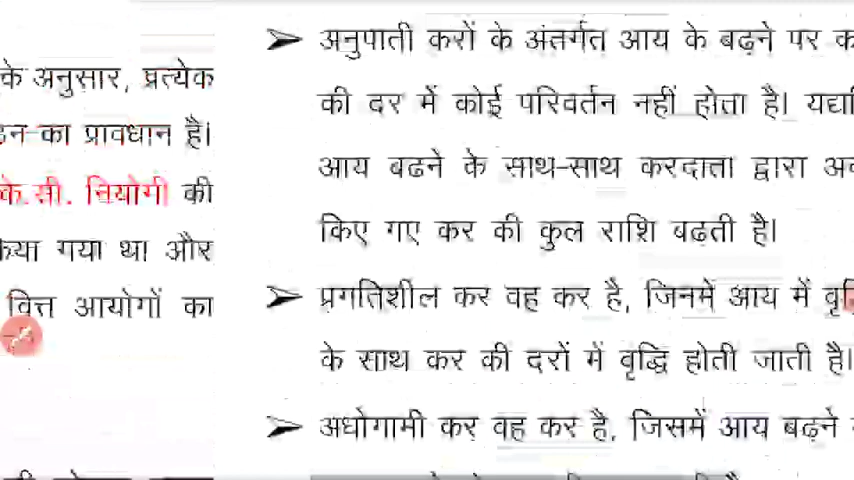 के अनुसार, प्रत्येक
का प्रावधान है।
के.सी. नियोगी की
गया था और
वित्त आयोगों का
➢ अनुपाती करों के अंतर्गत आय के बढ़ने पर
की दर में कोई परिवर्तन नहीं होता है।
आय बढने के साथ-साथ करदाता द्वारा
किए गए कर की कुल राशि बढ़ती है।
➢ प्रगतिशील कर वह कर है, जिनमें आय में
के साथ कर की दरों में वृद्धि होती जाती है।
➢ अधोगामी कर वह कर है, जिसमें आय बढ़ने